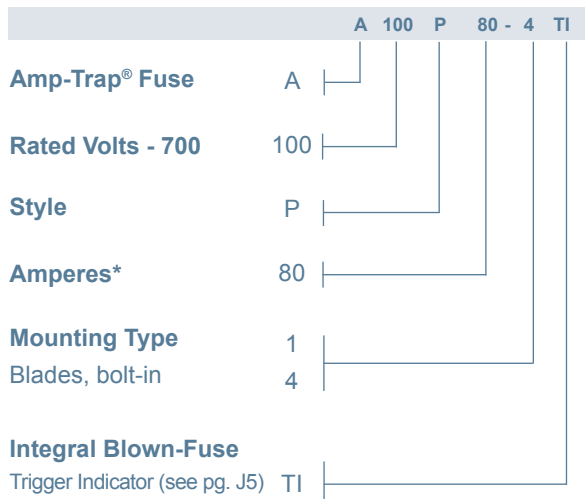 A 100 P 80 - 4 TI
Amp-Trap® Fuse A
Rated Volts - 700 100
Style P
Amperes* 80
Mounting Type 1
Blades, bolt-in 4
Integral Blown-Fuse
Trigger Indicator (see pg. J5) TI